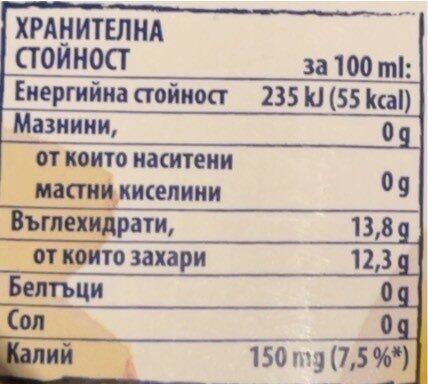 ХРАНИТЕЛНА
СТОЙНОСТ за 100 ml:
Енергийна стойност 235 kJ (55 kcal)
Мазнини, 0 g
от които наситени
мастни киселини 0 g
Въглехидрати, 13,8 g
от които захари 12,3 g
Белтъци 0 g
Сол 0 g
Калий 150 mg (7,5 %*)